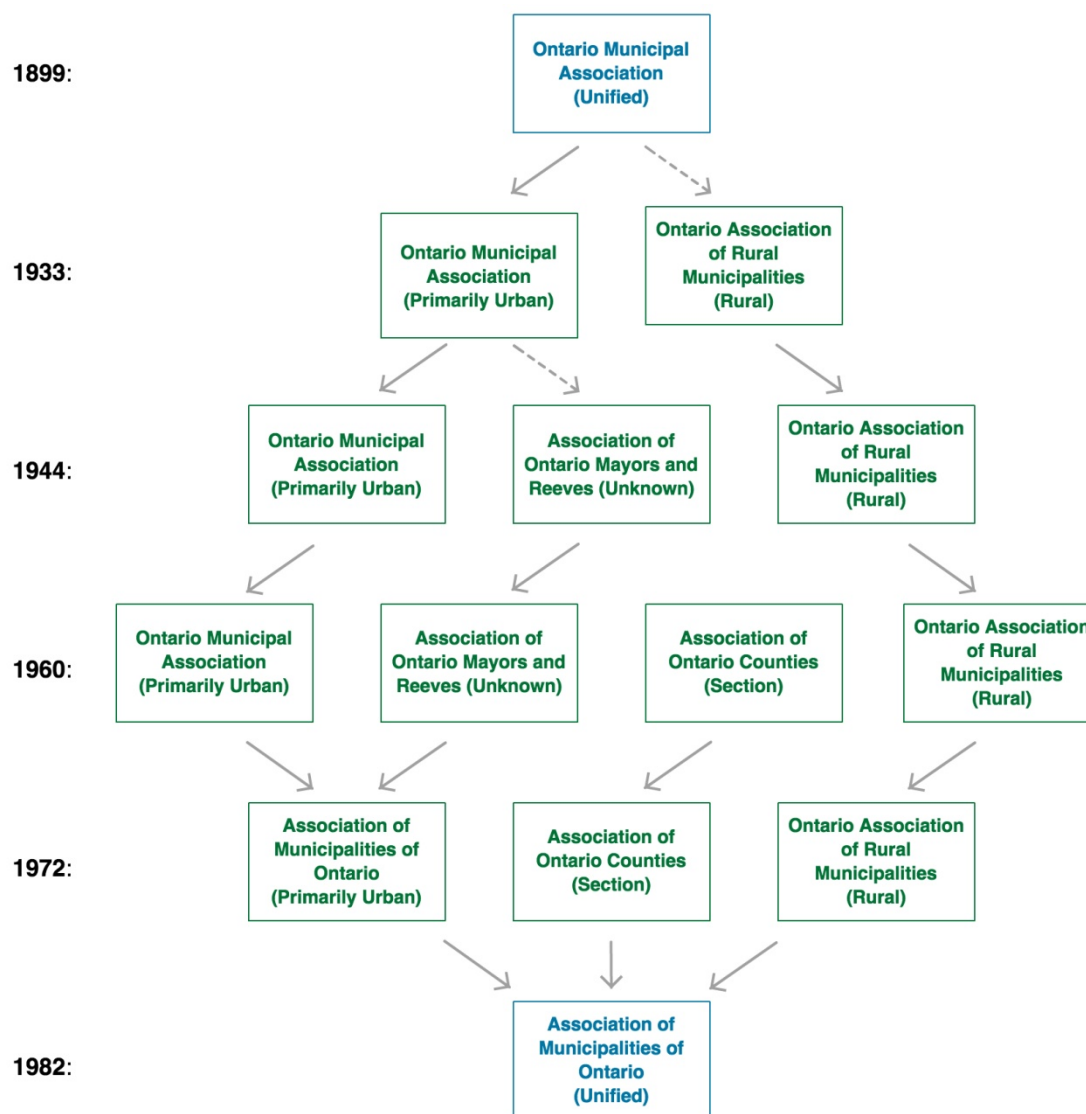 1899:
Ontario Municipal
Association
(Unified)
1933:
Ontario Municipal
Association
(Primarily Urban)
Ontario Association
of Rural
Municipalities
(Rural)
1944:
Ontario Municipal
Association
(Primarily Urban)
Association of
Ontario Mayors and
Reeves (Unknown)
Ontario Association
of Rural
Municipalities
(Rural)
1960:
Ontario Municipal
Association
(Primarily Urban)
Association of
Ontario Mayors and
Reeves (Unknown)
Association of
Ontario Counties
(Section)
Ontario Association
of Rural
Municipalities
(Rural)
1972:
Association of
Municipalities of
Ontario
(Primarily Urban)
Association of
Ontario Counties
(Section)
Ontario Association
of Rural
Municipalities
(Rural)
1982:
Association of
Municipalities of
Ontario
(Unified)